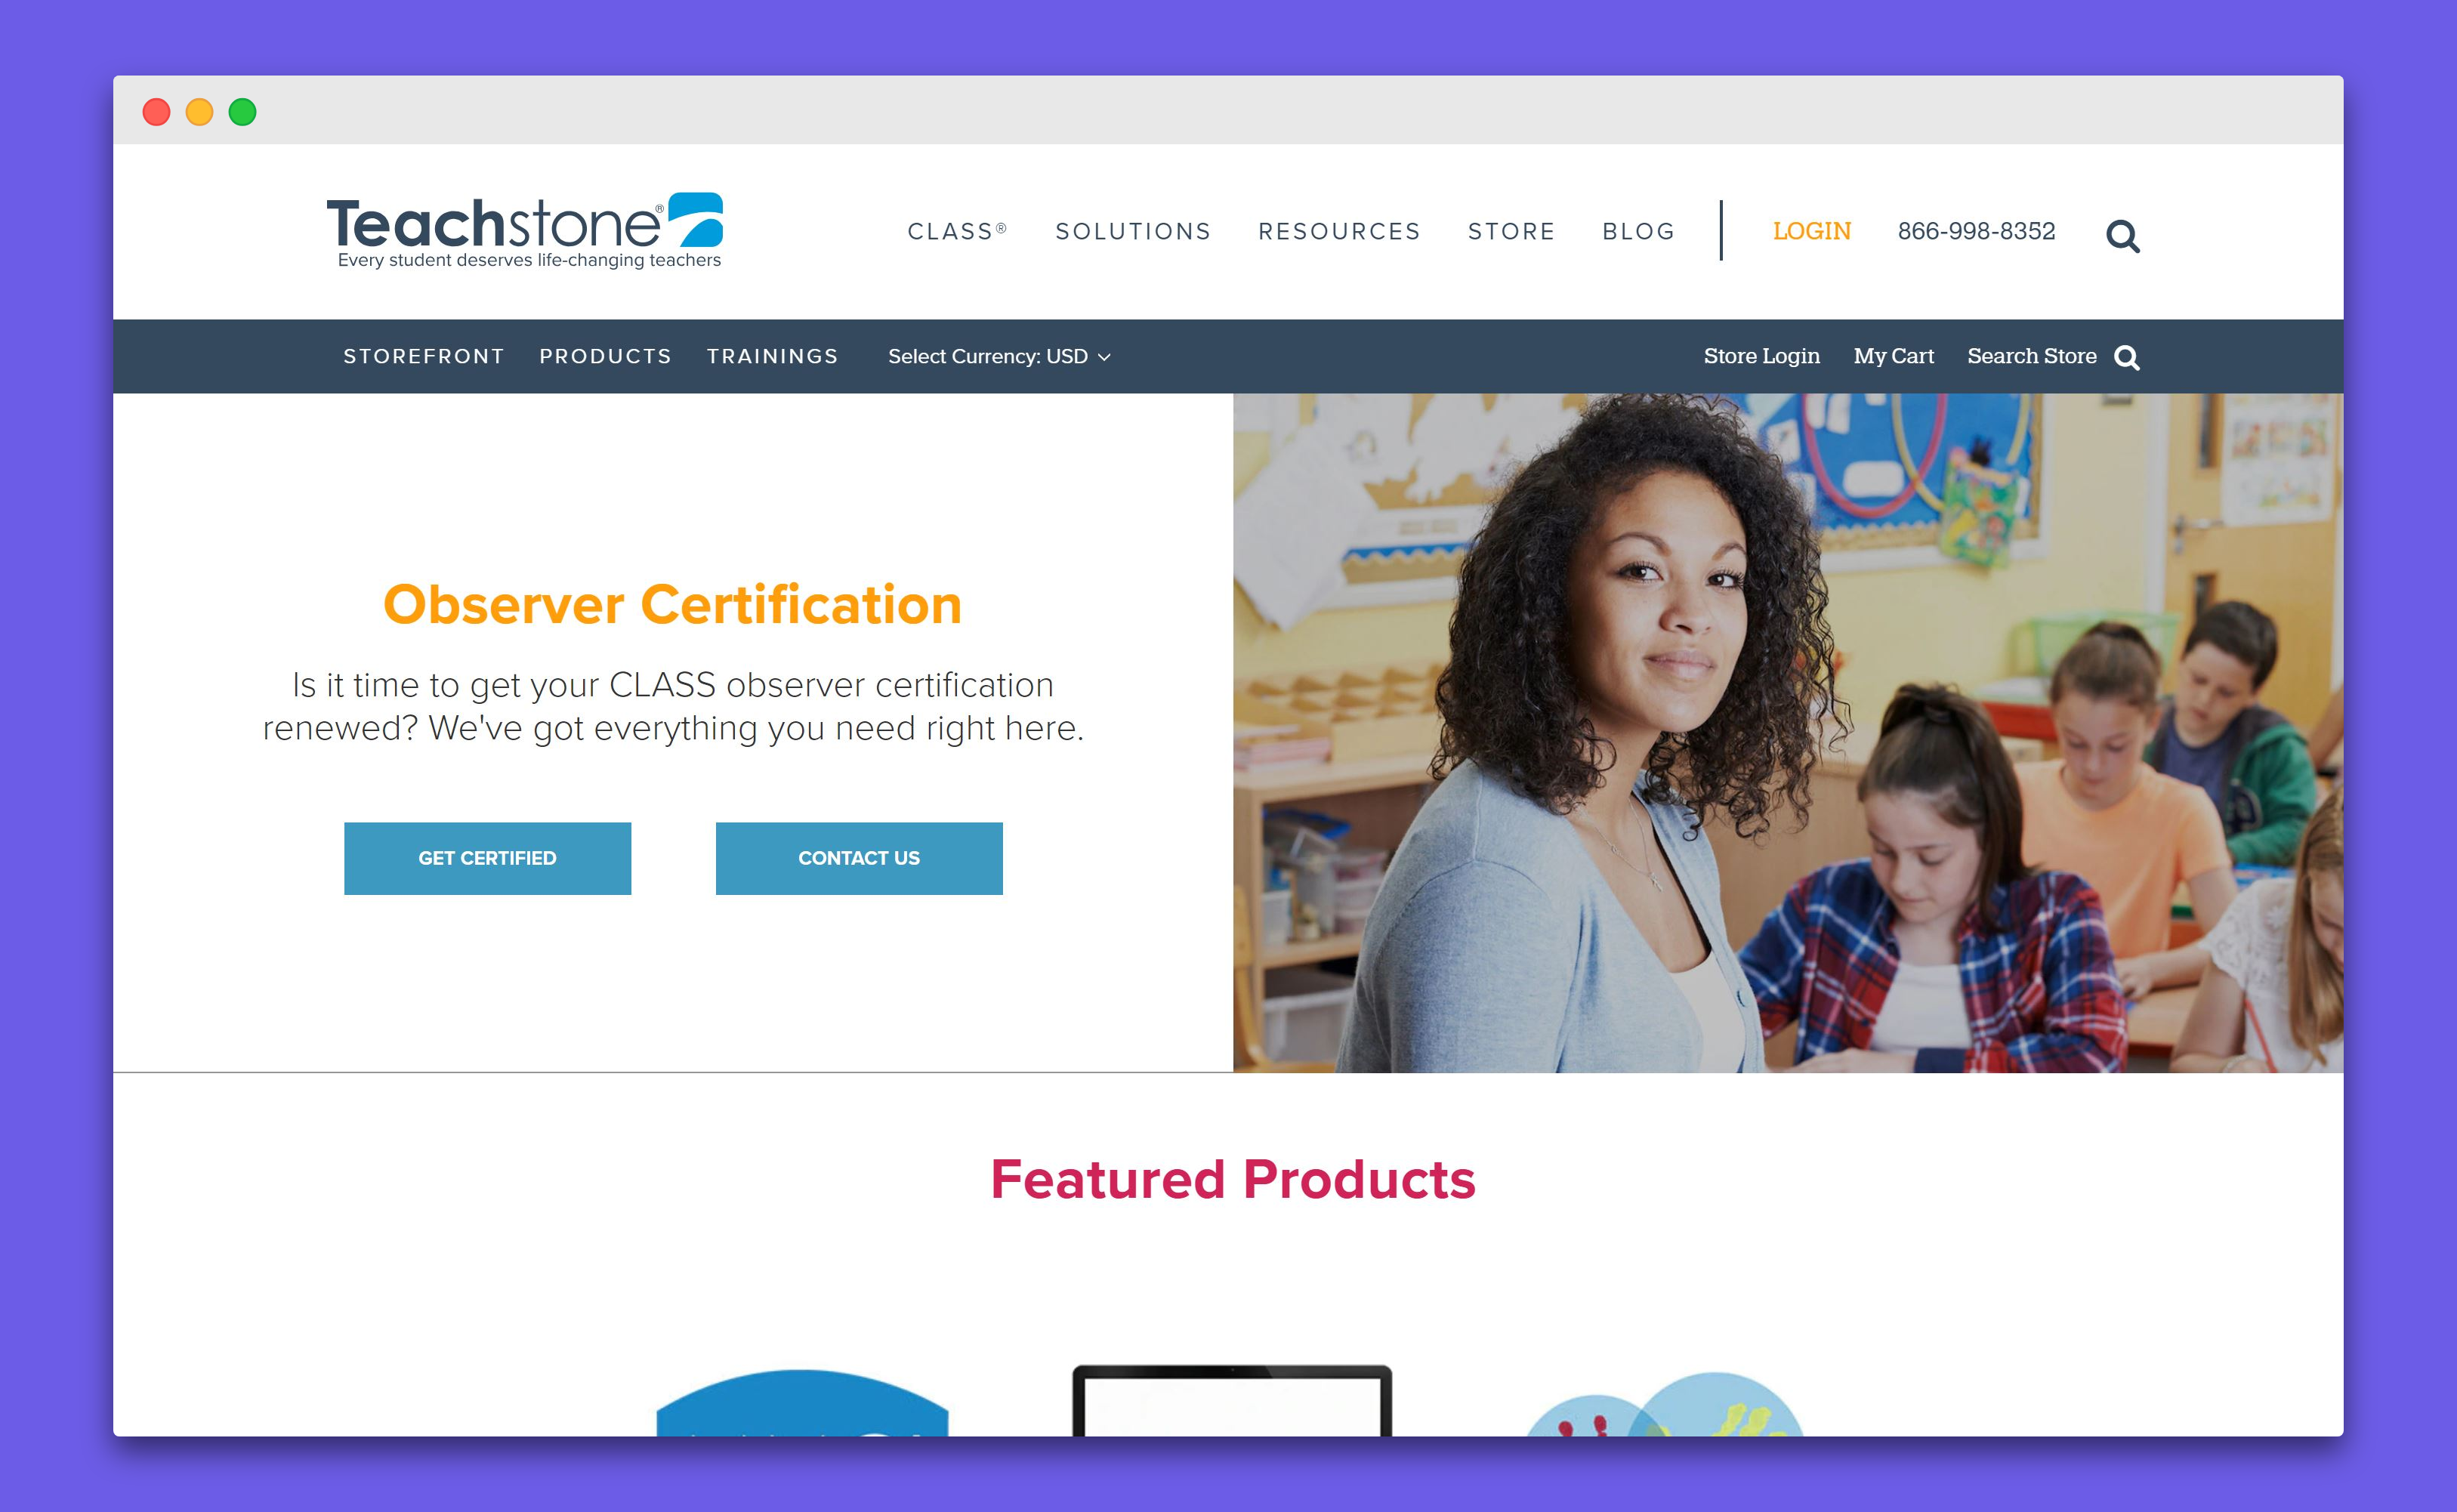 Teachstone®
Every student deserves life-changing teachers
CLASS® SOLUTIONS RESOURCES STORE BLOG LOGIN 866-998-8352
STOREFRONT PRODUCTS TRAININGS Select Currency: USD Store Login My Cart Search Store
Observer Certification
Is it time to get your CLASS observer certification
renewed? We've got everything you need right here.
GET CERTIFIED CONTACT US
Featured Products